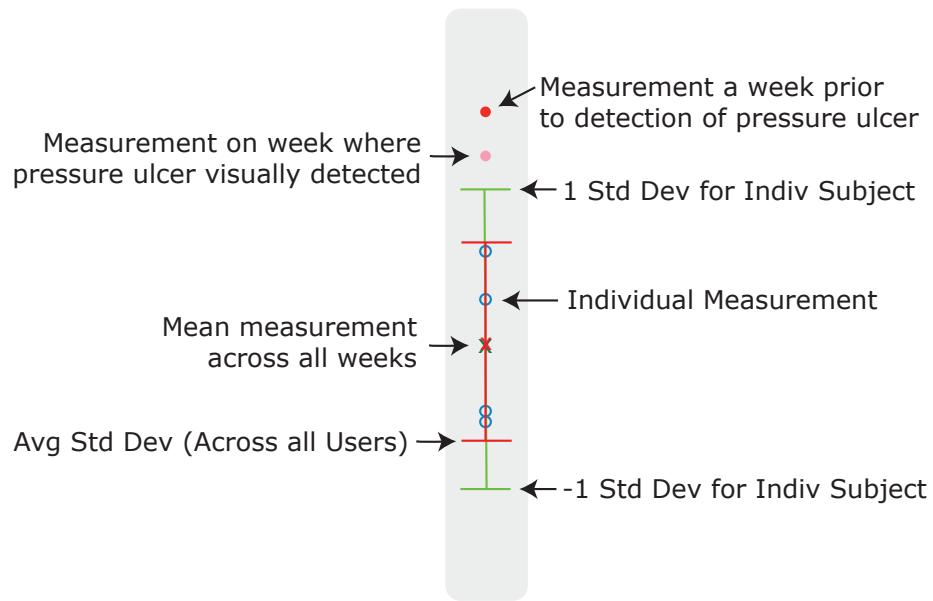 Measurement a week prior
to detection of pressure ulcer
Measurement on week where
pressure ulcer visually detected
1 Std Dev for Indiv Subject
Individual Measurement
Mean measurement
across all weeks
Avg Std Dev (Across all Users)
-1 Std Dev for Indiv Subject